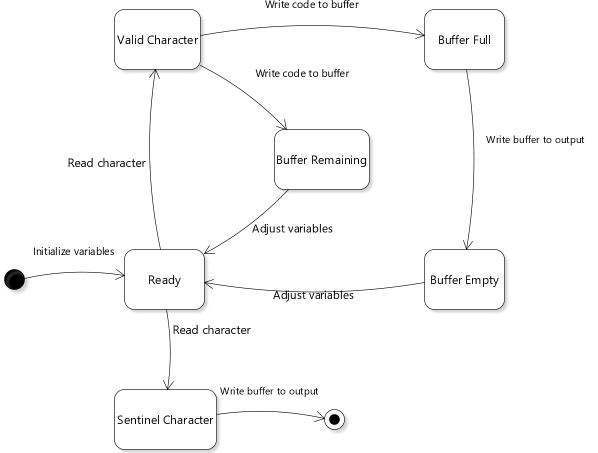 Write code to buffer
Valid Character
Buffer Full
Write code to buffer
Write buffer to output
Buffer Remaining
Read character
Adjust variables
Initialize variables
Ready
Buffer Empty
Adjust variables
Read character
Write buffer to output
Sentinel Character